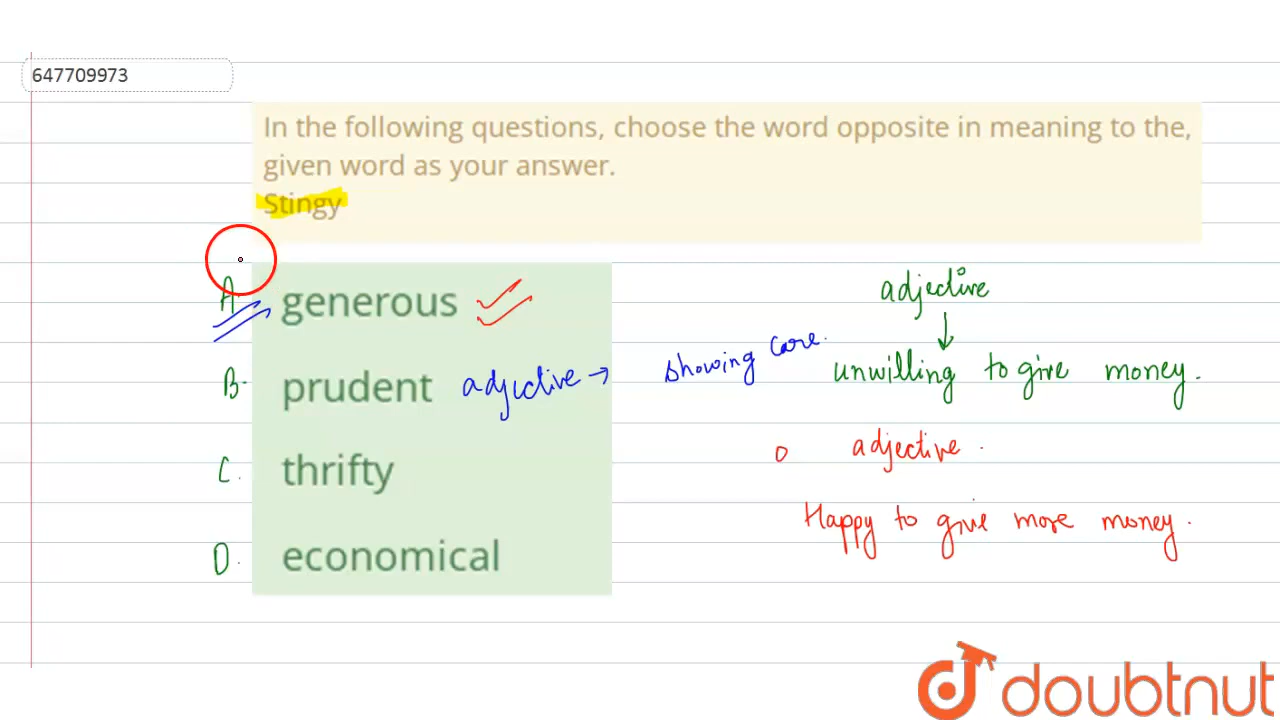 647709973
In the following questions, choose the word opposite in meaning to the,
given word as your answer.
Stingy
A. generous
adjective
B. prudent adjective → showing care.
unwilling to give money.
C. thrifty
adjective.
Happy to give more money.
D. economical
doubtnut